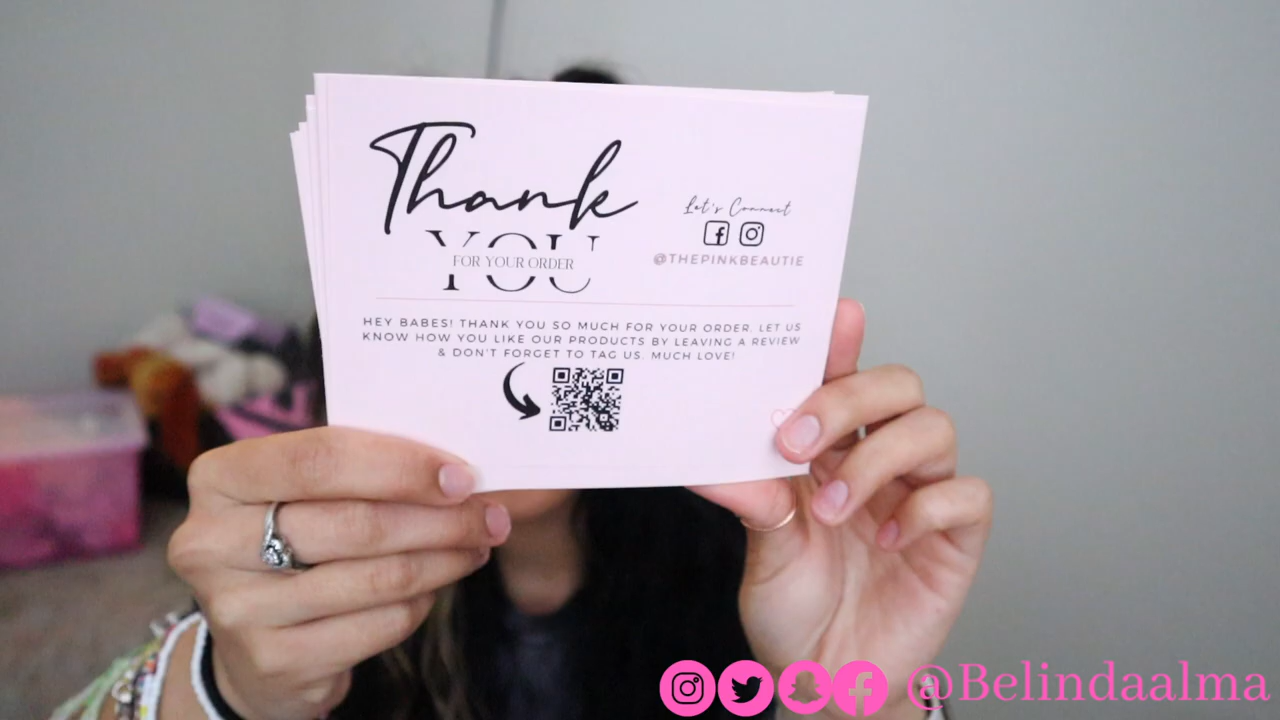 Thank
YOU
FOR YOUR ORDER
Let's Connect
@THEPINKBEAUTIE
HEY BABES! THANK YOU SO MUCH FOR YOUR ORDER. LET US
KNOW HOW YOU LIKE OUR PRODUCTS BY LEAVING A REVIEW
& DON'T FORGET TO TAG US. MUCH LOVE!
@Belindaalma